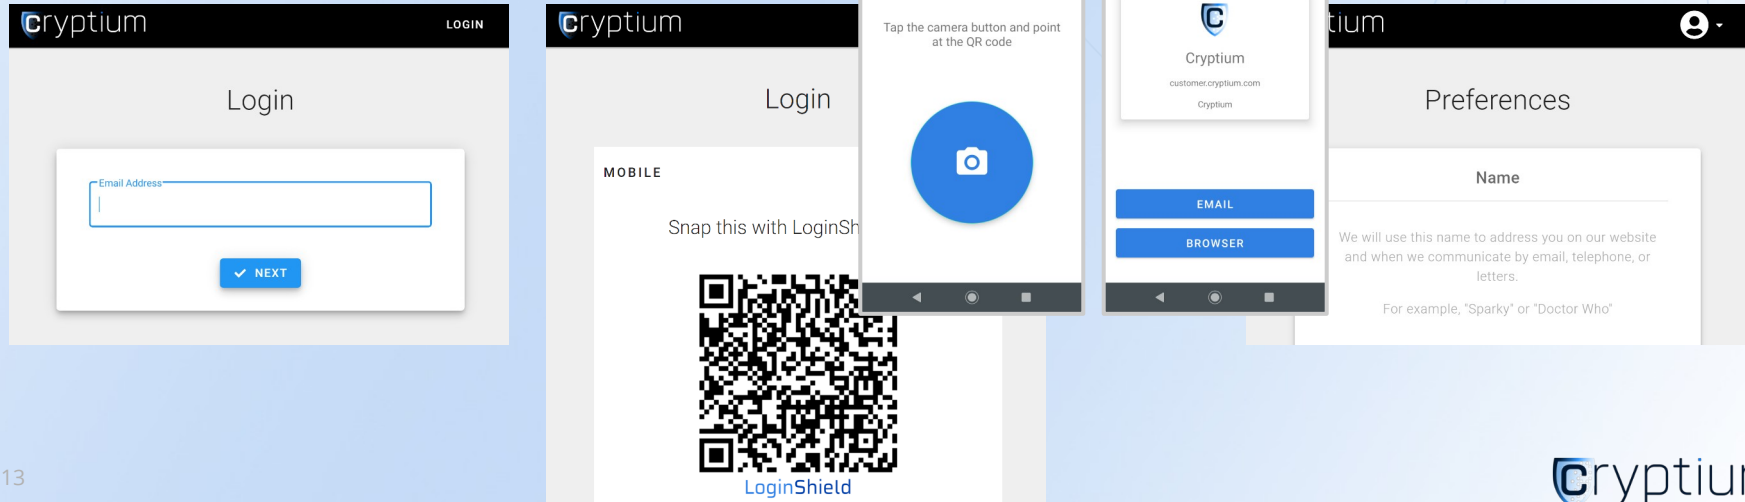 cryptium
LOGIN
Login
Email Address
NEXT
cryptium
Login
MOBILE
Snap this with LoginSh
LoginShield
Tap the camera button and point
at the QR code
Cryptium
customer.cryptium.com
Cryptium
EMAIL
BROWSER
tium
Preferences
Name
We will use this name to address you on our website
and when we communicate by email, telephone, or
letters.
For example, "Sparky" or "Doctor Who"
13
cryptiu